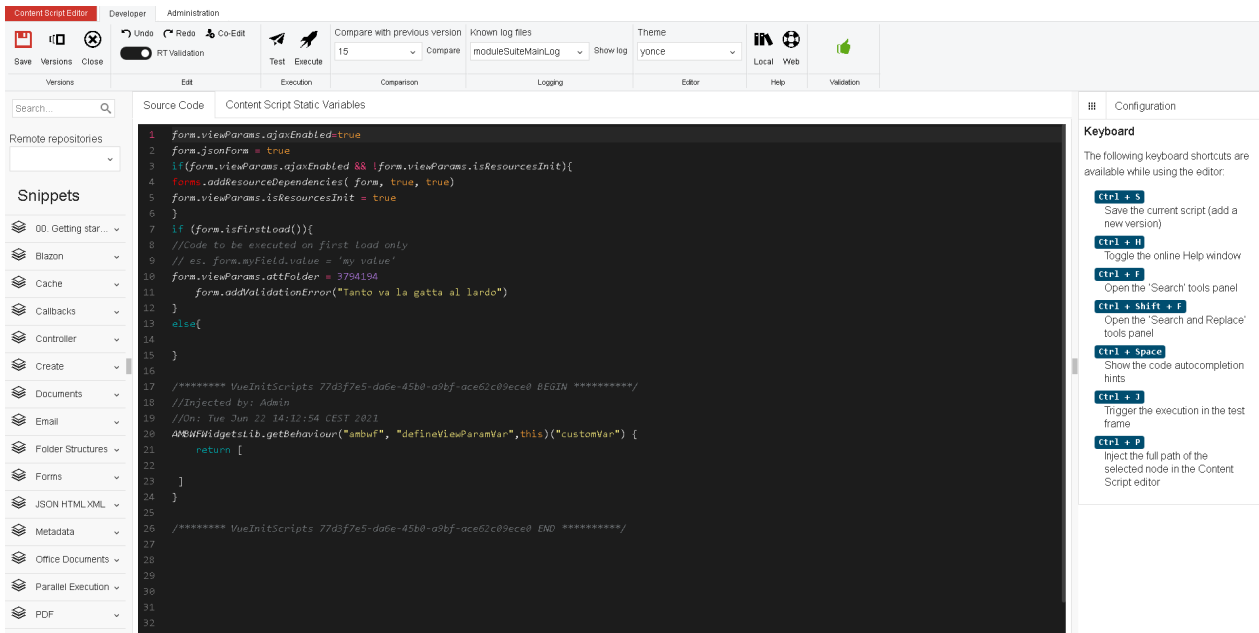 Content Script Editor Developer Administration
Undo Redo Co-Edit Compare with previous version Known log files Theme
RT Validation 15 Compare moduleSuiteMainLog Show log yonce
Save Versions Close Test Execute Local Web
Versions Edit Execution Comparison Logging Editor Help Validation
Search...
Remote repositories
Snippets
00. Getting star...
Blazon
Cache
Callbacks
Controller
Create
Documents
Email
Folder Structures
Forms
JSON HTML XML
Metadata
Office Documents
Parallel Execution
PDF
Source Code Content Script Static Variables
1 form.viewParams.ajaxEnabled=true
2 form.jsonForm = true
3 if(form.viewParams.ajaxEnabled && !form.viewParams.isResourcesInit){
4 forms.addResourceDependencies( form, true, true)
5 form.viewParams.isResourcesInit = true
6 }
7 if (form.isFirstLoad()){
8 //Code to be executed on first load only
9 // es. form.myField.value = 'my value'
10 form.viewParams.attFolder = 3794194
11 form.addValidationError("Tanto va la gatta al lardo")
12 }
13 else{
14
15 }
16
17 /******** VueInitScripts 77d3f7e5-da6e-45b0-a9bf-ace62c09ece0 BEGIN **********/
18 //Injected by: Admin
19 //On: Tue Jun 22 14:12:54 CEST 2021
20 AMBWFWidgetsLib.getBehaviour("ambwf", "defineViewParamVar",this)("customVar") {
21 return [
22
23 ]
24 }
25
26 /******** VueInitScripts 77d3f7e5-da6e-45b0-a9bf-ace62c09ece0 END **********/
27
28
29
30
31
32
Configuration
Keyboard
The following keyboard shortcuts are
available while using the editor:
Ctrl + S
Save the current script (add a
new version)
Ctrl + H
Toggle the online Help window
Ctrl + F
Open the 'Search' tools panel
Ctrl + Shift + F
Open the 'Search and Replace'
tools panel
Ctrl + Space
Show the code autocompletion
hints
Ctrl + J
Trigger the execution in the test
frame
Ctrl + P
Inject the full path of the
selected node in the Content
Script editor